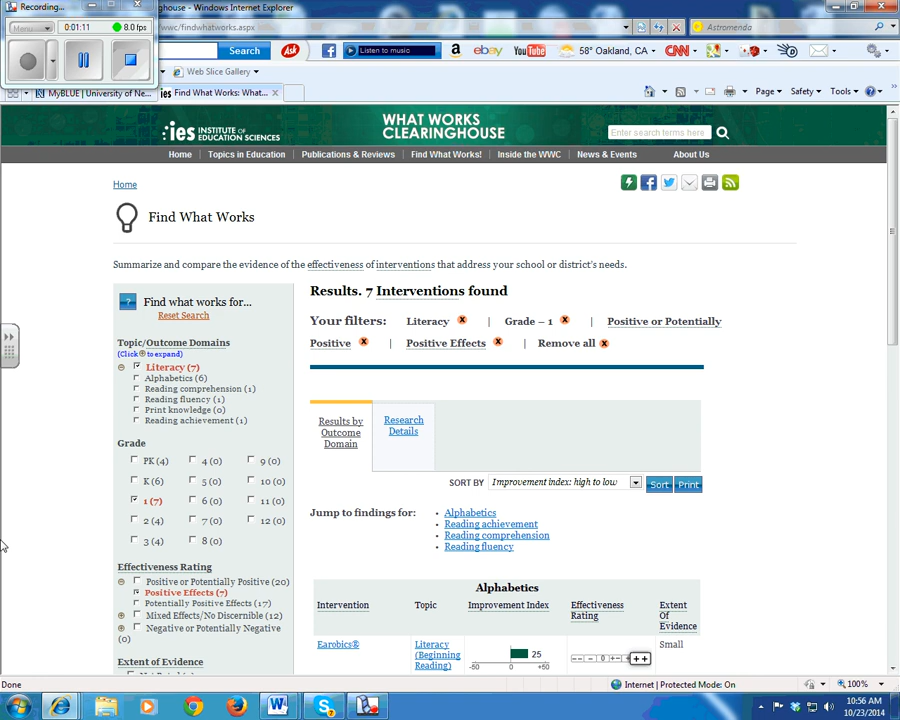 Recording...
ghouse - Windows Internet Explorer
Menu
0:01:11
8.0 fps
wwc/findwhatworks.aspx
Astromenda
Search
Ask
Listen to music
a
ebay
YouTube
58° Oakland, CA
CNN
Web Slice Gallery
MyBLUE | University of Ne...
ies Find What Works: What...
Page
Safety
Tools
ies INSTITUTE OF
EDUCATION SCIENCES
WHAT WORKS
CLEARINGHOUSE
Enter search terms here
Home
Topics in Education
Publications & Reviews
Find What Works!
Inside the WWC
News & Events
About Us
Home
Find What Works
Summarize and compare the evidence of the effectiveness of interventions that address your school or district's needs.
Find what works for...
Reset Search
Topic/Outcome Domains
(Click to expand)
Literacy (7)
Alphabetics (6)
Reading comprehension (1)
Reading fluency (1)
Print knowledge (0)
Reading achievement (1)
Grade
PK (4) 4 (0) 9 (0)
K (6) 5 (0) 10 (0)
1 (7) 6 (0) 11 (0)
2 (4) 7 (0) 12 (0)
3 (4) 8 (0)
Effectiveness Rating
Positive or Potentially Positive (20)
Positive Effects (7)
Potentially Positive Effects (17)
Mixed Effects/No Discernible (12)
Negative or Potentially Negative
(0)
Extent of Evidence
Results. 7 Interventions found
Your filters: Literacy x | Grade – 1 x | Positive or Potentially
Positive x | Positive Effects x | Remove all x
Results by
Outcome
Domain
Research
Details
SORT BY
Improvement index: high to low
Sort
Print
Jump to findings for:
• Alphabetics
• Reading achievement
• Reading comprehension
• Reading fluency
Alphabetics
Intervention
Topic
Improvement Index
Effectiveness
Rating
Extent
Of
Evidence
Earobics®
Literacy
(Beginning
Reading)
25
-50 0 +50
-- - 0 +- + ++
Small
Done
Internet | Protected Mode: On
100%
10:56 AM
10/23/2014